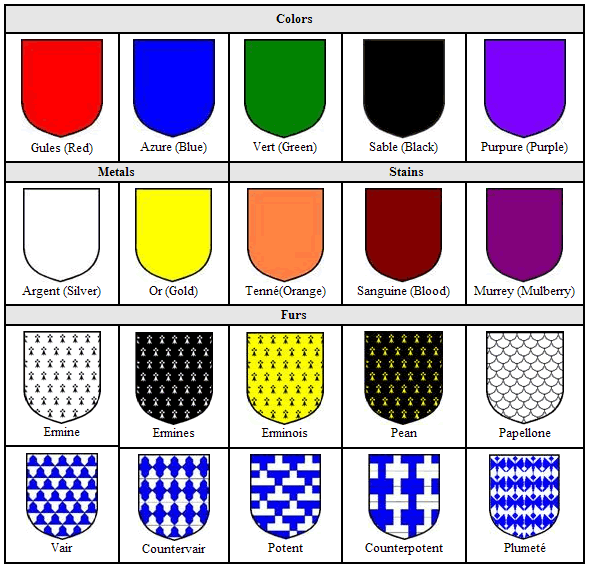 Colors
Gules (Red)
Azure (Blue)
Vert (Green)
Sable (Black)
Purpure (Purple)
Metals
Stains
Argent (Silver)
Or (Gold)
Tenné(Orange)
Sanguine (Blood)
Murrey (Mulberry)
Furs
Ermine
Ermines
Erminois
Pean
Papellone
Vair
Countervair
Potent
Counterpotent
Plumeté